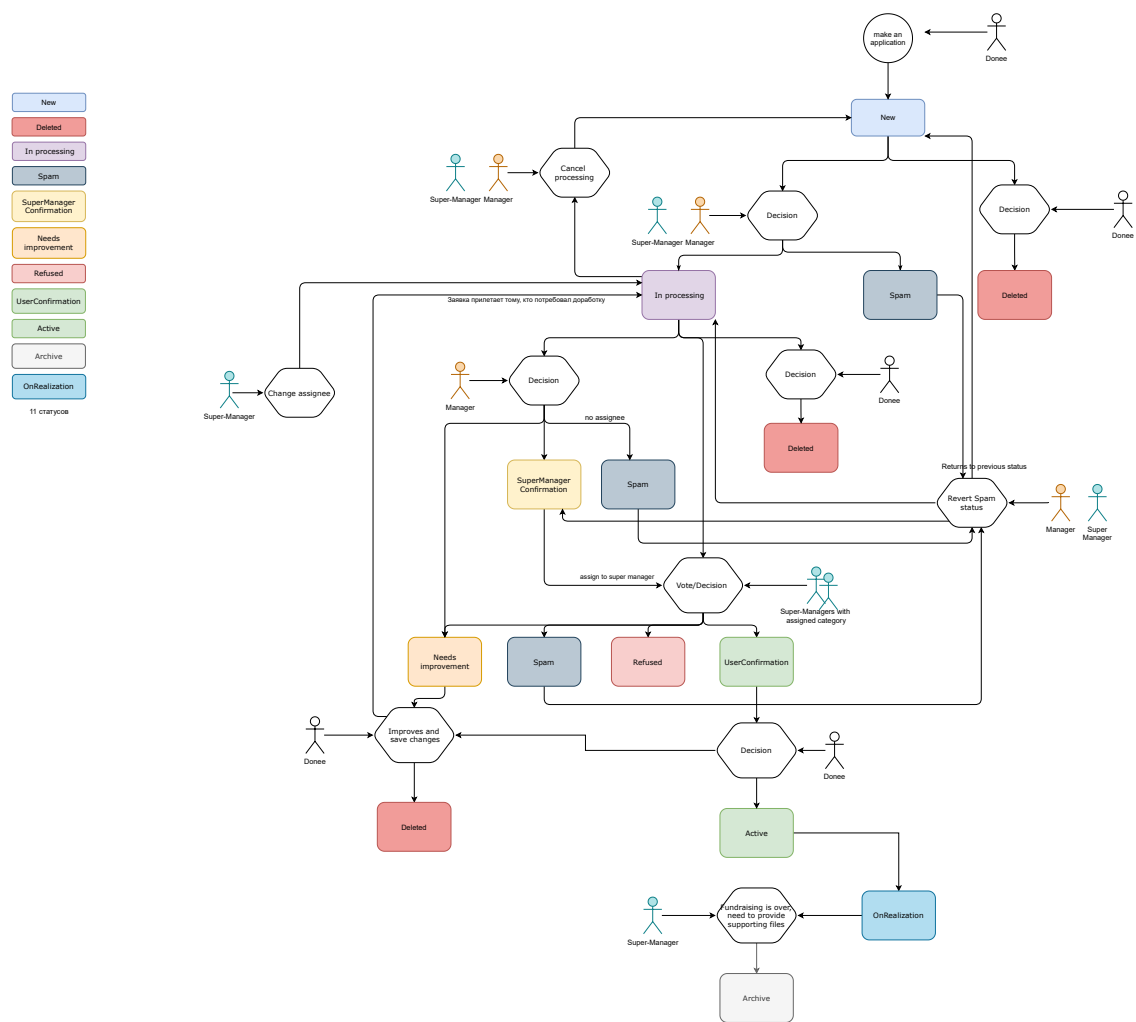 make an
application
Donee
New
Deleted
In processing
Spam
SuperManager
Confirmation
Needs
improvement
Refused
UserConfirmation
Active
Archive
OnRealization
11 статусов
New
Cancel
processing
Super-Manager
Manager
Decision
Super-Manager
Manager
Decision
Donee
In processing
Spam
Deleted
Заявка прилетает тому, кто потребовал доработку
Change assignee
Super-Manager
Decision
Manager
Decision
Donee
no assignee
Deleted
SuperManager
Confirmation
Spam
Returns to previous status
Revert Spam
status
Manager
Super
Manager
assign to super manager
Vote/Decision
Super-Managers with
assigned category
Needs
improvement
Spam
Refused
UserConfirmation
Improves and
save changes
Donee
Decision
Donee
Deleted
Active
Fundraising is over,
need to provide
supporting files
Super-Manager
OnRealization
Archive